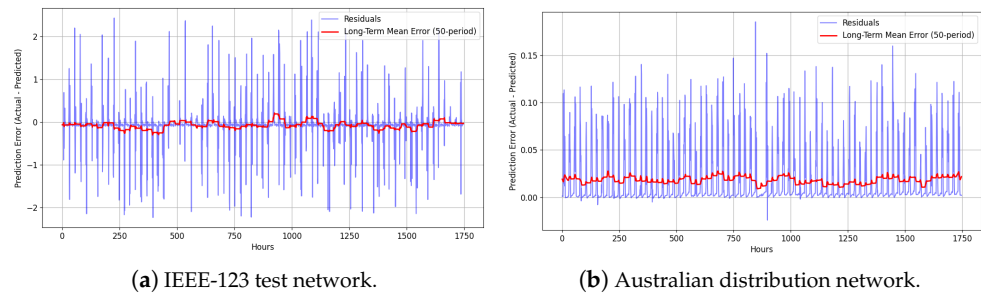 Residuals
Long-Term Mean Error (50-period)
Prediction Error (Actual - Predicted)
2
1
0
−1
−2
0
250
500
750
1000
1250
1500
1750
Hours
(a) IEEE-123 test network.
Residuals
Long-Term Mean Error (50-period)
Prediction Error (Actual - Predicted)
0.15
0.10
0.05
0.00
0
250
500
750
1000
1250
1500
1750
Hours
(b) Australian distribution network.